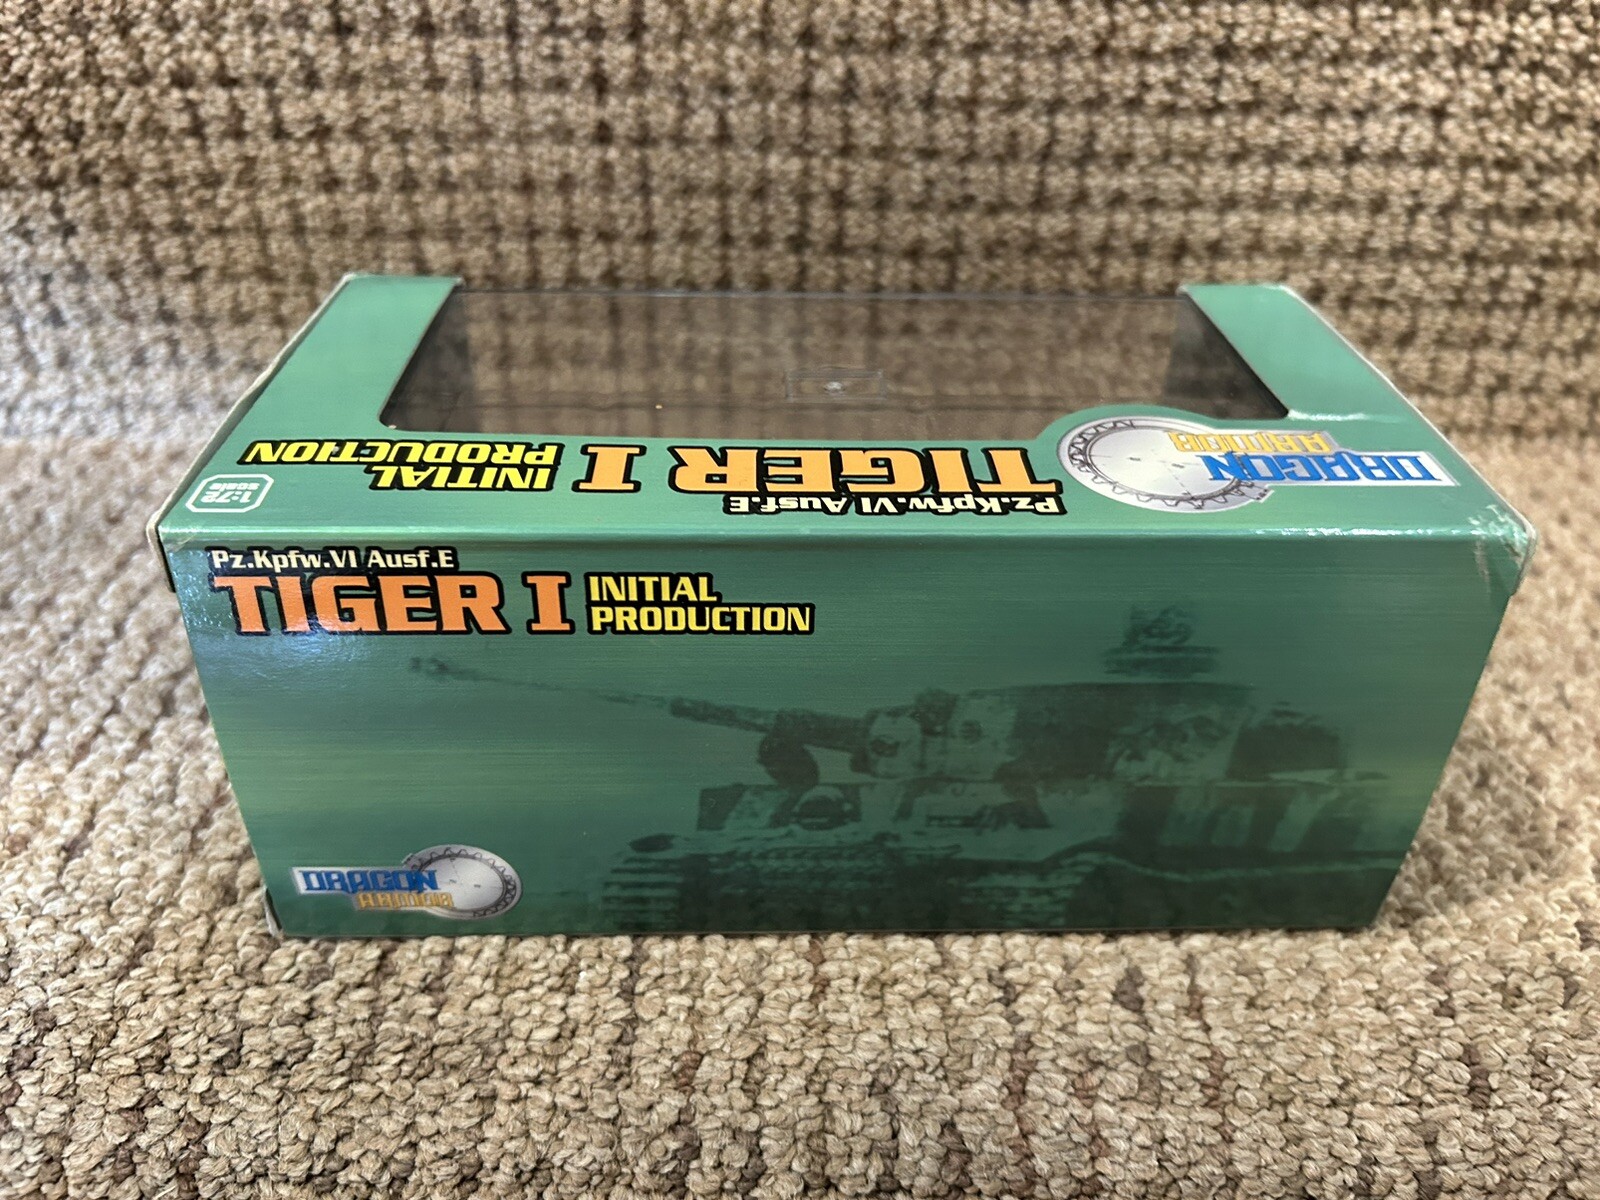 DRAGON
ARMOR
Pz.Kpfw.VI Ausf.E
TIGER I
INITIAL
PRODUCTION
1:72
scale
Pz.Kpfw.VI Ausf.E
TIGER I
INITIAL
PRODUCTION
DRAGON
ARMOR